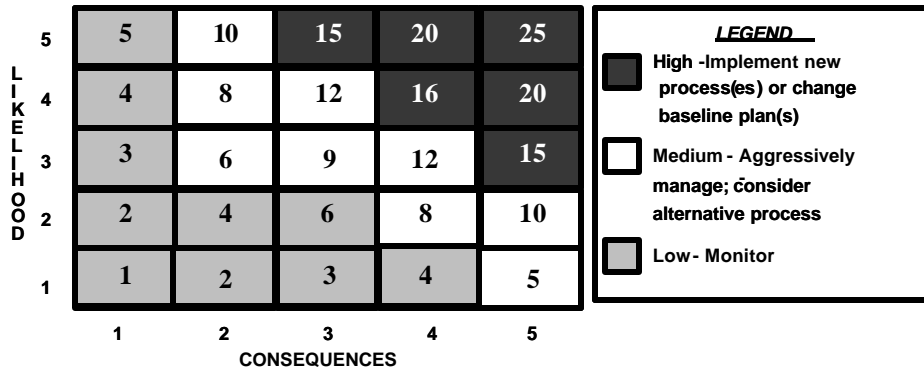 5 5 10 15 20 25
4 4 8 12 16 20
3 3 6 9 12 15
2 2 4 6 8 10
1 1 2 3 4 5
1 2 3 4 5
LIKELIHOOD
CONSEQUENCES
LEGEND
High -Implement new
process(es) or change
baseline plan(s)
Medium - Aggressively
manage; consider
alternative process
Low- Monitor